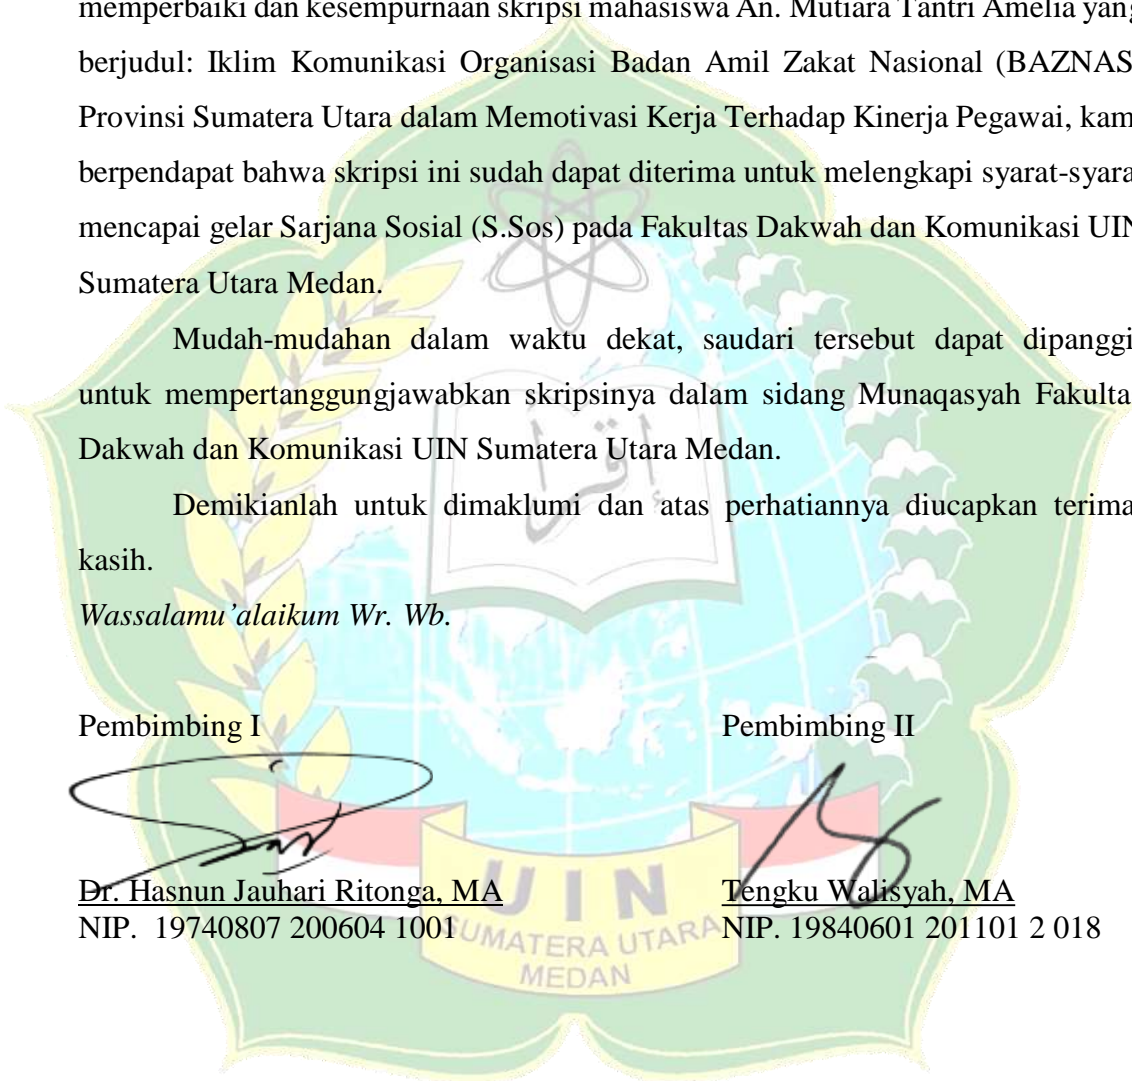 memperbaiki dan kesempurnaan skripsi mahasiswa An. Mutiara Tantri Amelia yang
berjudul: Iklim Komunikasi Organisasi Badan Amil Zakat Nasional (BAZNAS
Provinsi Sumatera Utara dalam Memotivasi Kerja Terhadap Kinerja Pegawai, kam
berpendapat bahwa skripsi ini sudah dapat diterima untuk melengkapi syarat-syara
mencapai gelar Sarjana Sosial (S.Sos) pada Fakultas Dakwah dan Komunikasi UIN
Sumatera Utara Medan.
Mudah-mudahan dalam waktu dekat, saudari tersebut dapat dipanggi
untuk mempertanggungjawabkan skripsinya dalam sidang Munaqasyah Fakulta
Dakwah dan Komunikasi UIN Sumatera Utara Medan.
اقرأ
Demikianlah untuk dimaklumi dan atas perhatiannya diucapkan terima
kasih.
Wassalamu’alaikum Wr. Wb.
Pembimbing I Pembimbing II
Dr. Hasnun Jauhari Ritonga, MA Tengku Walisyah, MA
NIP. 19740807 200604 1001 NIP. 19840601 201101 2 018
UIN
SUMATERA UTARA
MEDAN